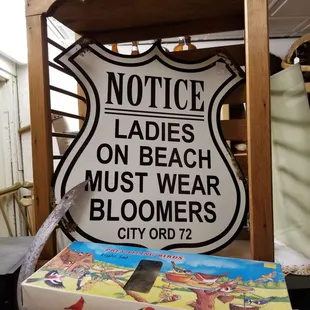 NOTICE
LADIES
ON BEACH
MUST WEAR
BLOOMERS
CITY ORD 72